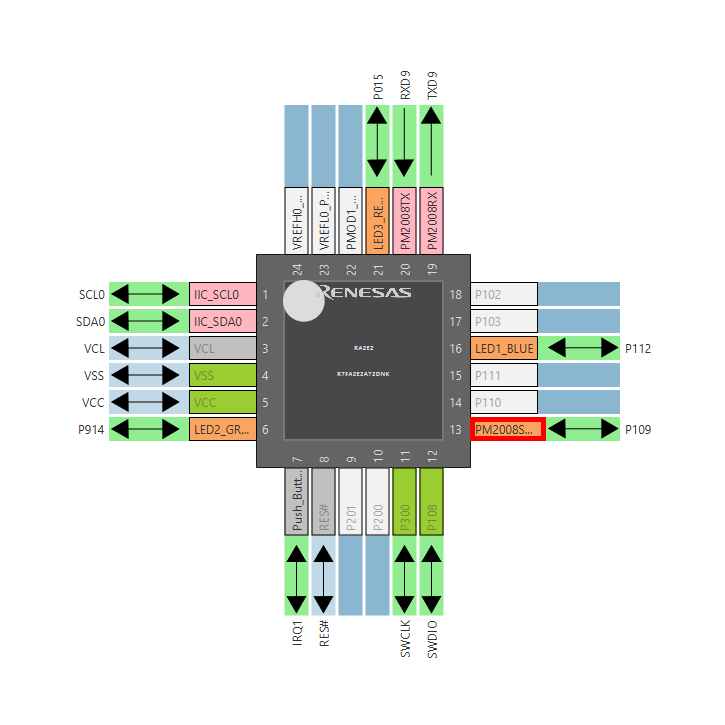 P015
RXD9
TXD9
VREFH0_...
VREFL0_P...
PMOD1_...
LED3_RE...
PM2008TX
PM2008RX
24
23
22
21
20
19
SCL0
IIC_SCL0
1
SDA0
IIC_SDA0
2
VCL
VCL
3
VSS
VSS
4
VCC
VCC
5
P914
LED2_GR...
6
RENESAS
RA2E2
R7FA2E2A72DNK
18
P102
17
P103
16
LED1_BLUE
P112
15
P111
14
P110
13
PM2008S...
P109
7
8
9
10
11
12
Push_Butt...
RES#
P201
P200
P300
P108
IRQ1
RES#
SWCLK
SWDIO